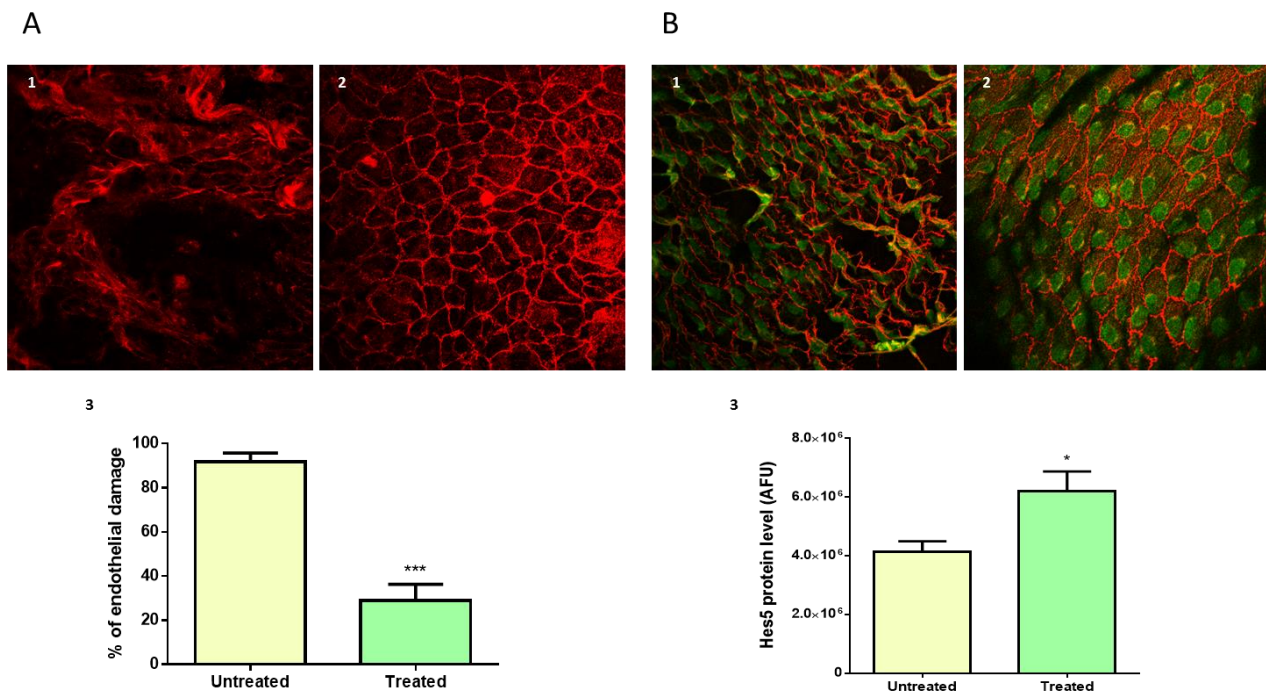 A
B
1
2
1
2
3
% of endothelial damage
100
80
60
40
20
0
***
Untreated
Treated
3
Hes5 protein level (AFU)
8.0×10⁶
6.0×10⁶
4.0×10⁶
2.0×10⁶
0
*
Untreated
Treated